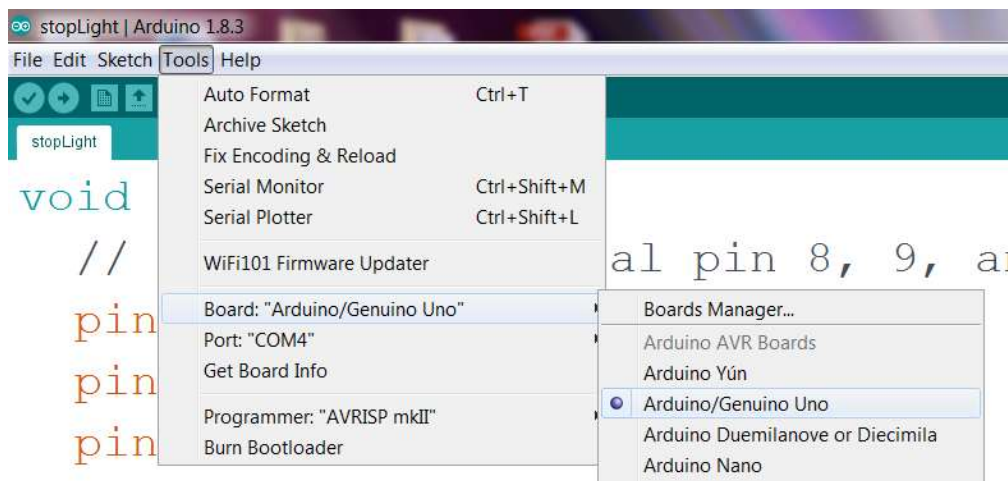 stopLight | Arduino 1.8.3
File Edit Sketch Tools Help
stopLight
Auto Format Ctrl+T
Archive Sketch
Fix Encoding & Reload
Serial Monitor Ctrl+Shift+M
Serial Plotter Ctrl+Shift+L
WiFi101 Firmware Updater
Board: "Arduino/Genuino Uno"
Port: "COM4"
Get Board Info
Programmer: "AVRISP mkII"
Burn Bootloader
Boards Manager...
Arduino AVR Boards
Arduino Yún
Arduino/Genuino Uno
Arduino Duemilanove or Diecimila
Arduino Nano
void
// al pin 8, 9, a
pin
pin
pin